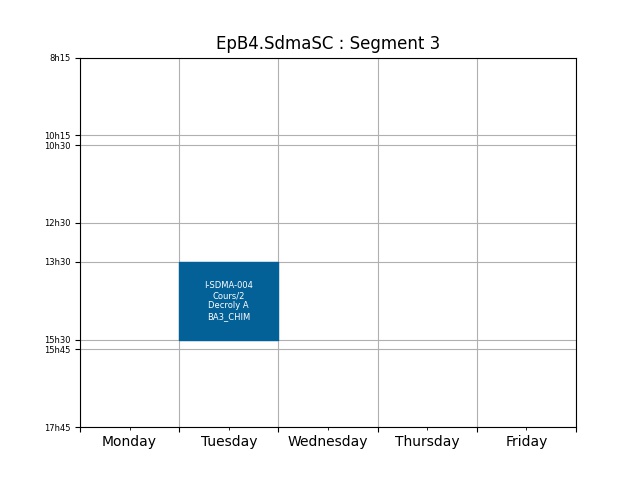 EpB4.SdmaSC : Segment 3
8h15
10h15
10h30
12h30
13h30
I-SDMA-004
Cours/2
Decroly A
BA3_CHIM
15h30
15h45
17h45
Monday Tuesday Wednesday Thursday Friday